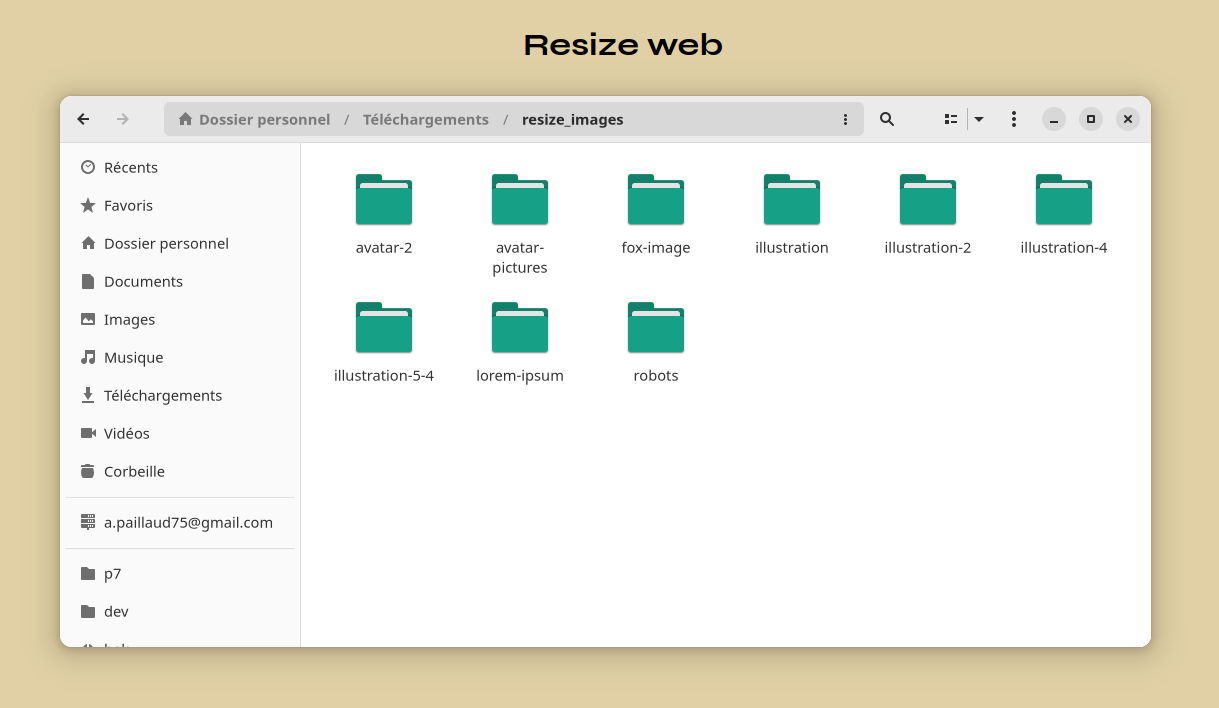 Resize web
Dossier personnel / Téléchargements / resize_images
Récents
Favoris
Dossier personnel
Documents
Images
Musique
Téléchargements
Vidéos
Corbeille
a.paillaud75@gmail.com
p7
dev
avatar-2
avatar-
pictures
fox-image
illustration
illustration-2
illustration-4
illustration-5-4
lorem-ipsum
robots